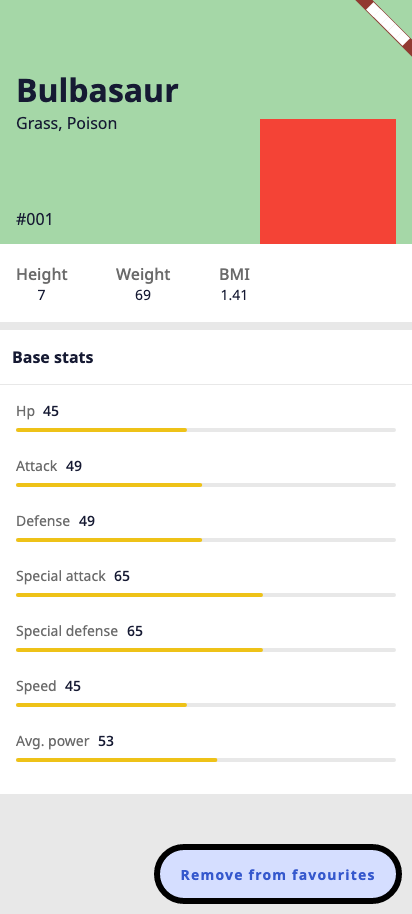 Bulbasaur
Grass, Poison
#001
Height Weight BMI
7 69 1.41
Base stats
Hp 45
Attack 49
Defense 49
Special attack 65
Special defense 65
Speed 45
Avg. power 53
Remove from favourites